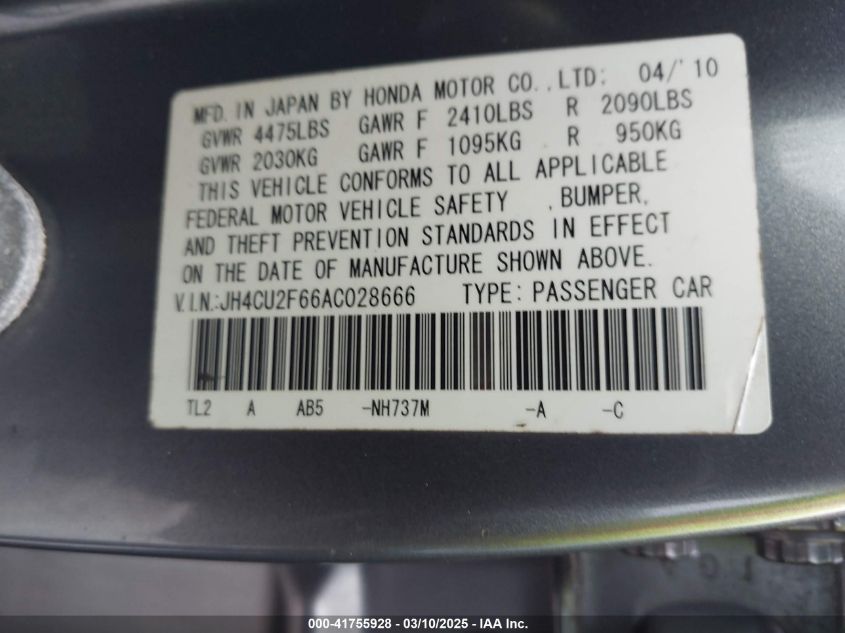 MFD. IN JAPAN BY HONDA MOTOR CO.,LTD: 04/'10
GVWR 4475LBS GAWR F 2410LBS R 2090LBS
GVWR 2030KG GAWR F 1095KG R 950KG
THIS VEHICLE CONFORMS TO ALL APPLICABLE
FEDERAL MOTOR VEHICLE SAFETY ,BUMPER,
AND THEFT PREVENTION STANDARDS IN EFFECT
ON THE DATE OF MANUFACTURE SHOWN ABOVE.
V.I.N.:JH4CU2F66AC028666 TYPE: PASSENGER CAR
TL2 A AB5 -NH737M -A -C
000-41755928 - 03/10/2025 - IAA Inc.